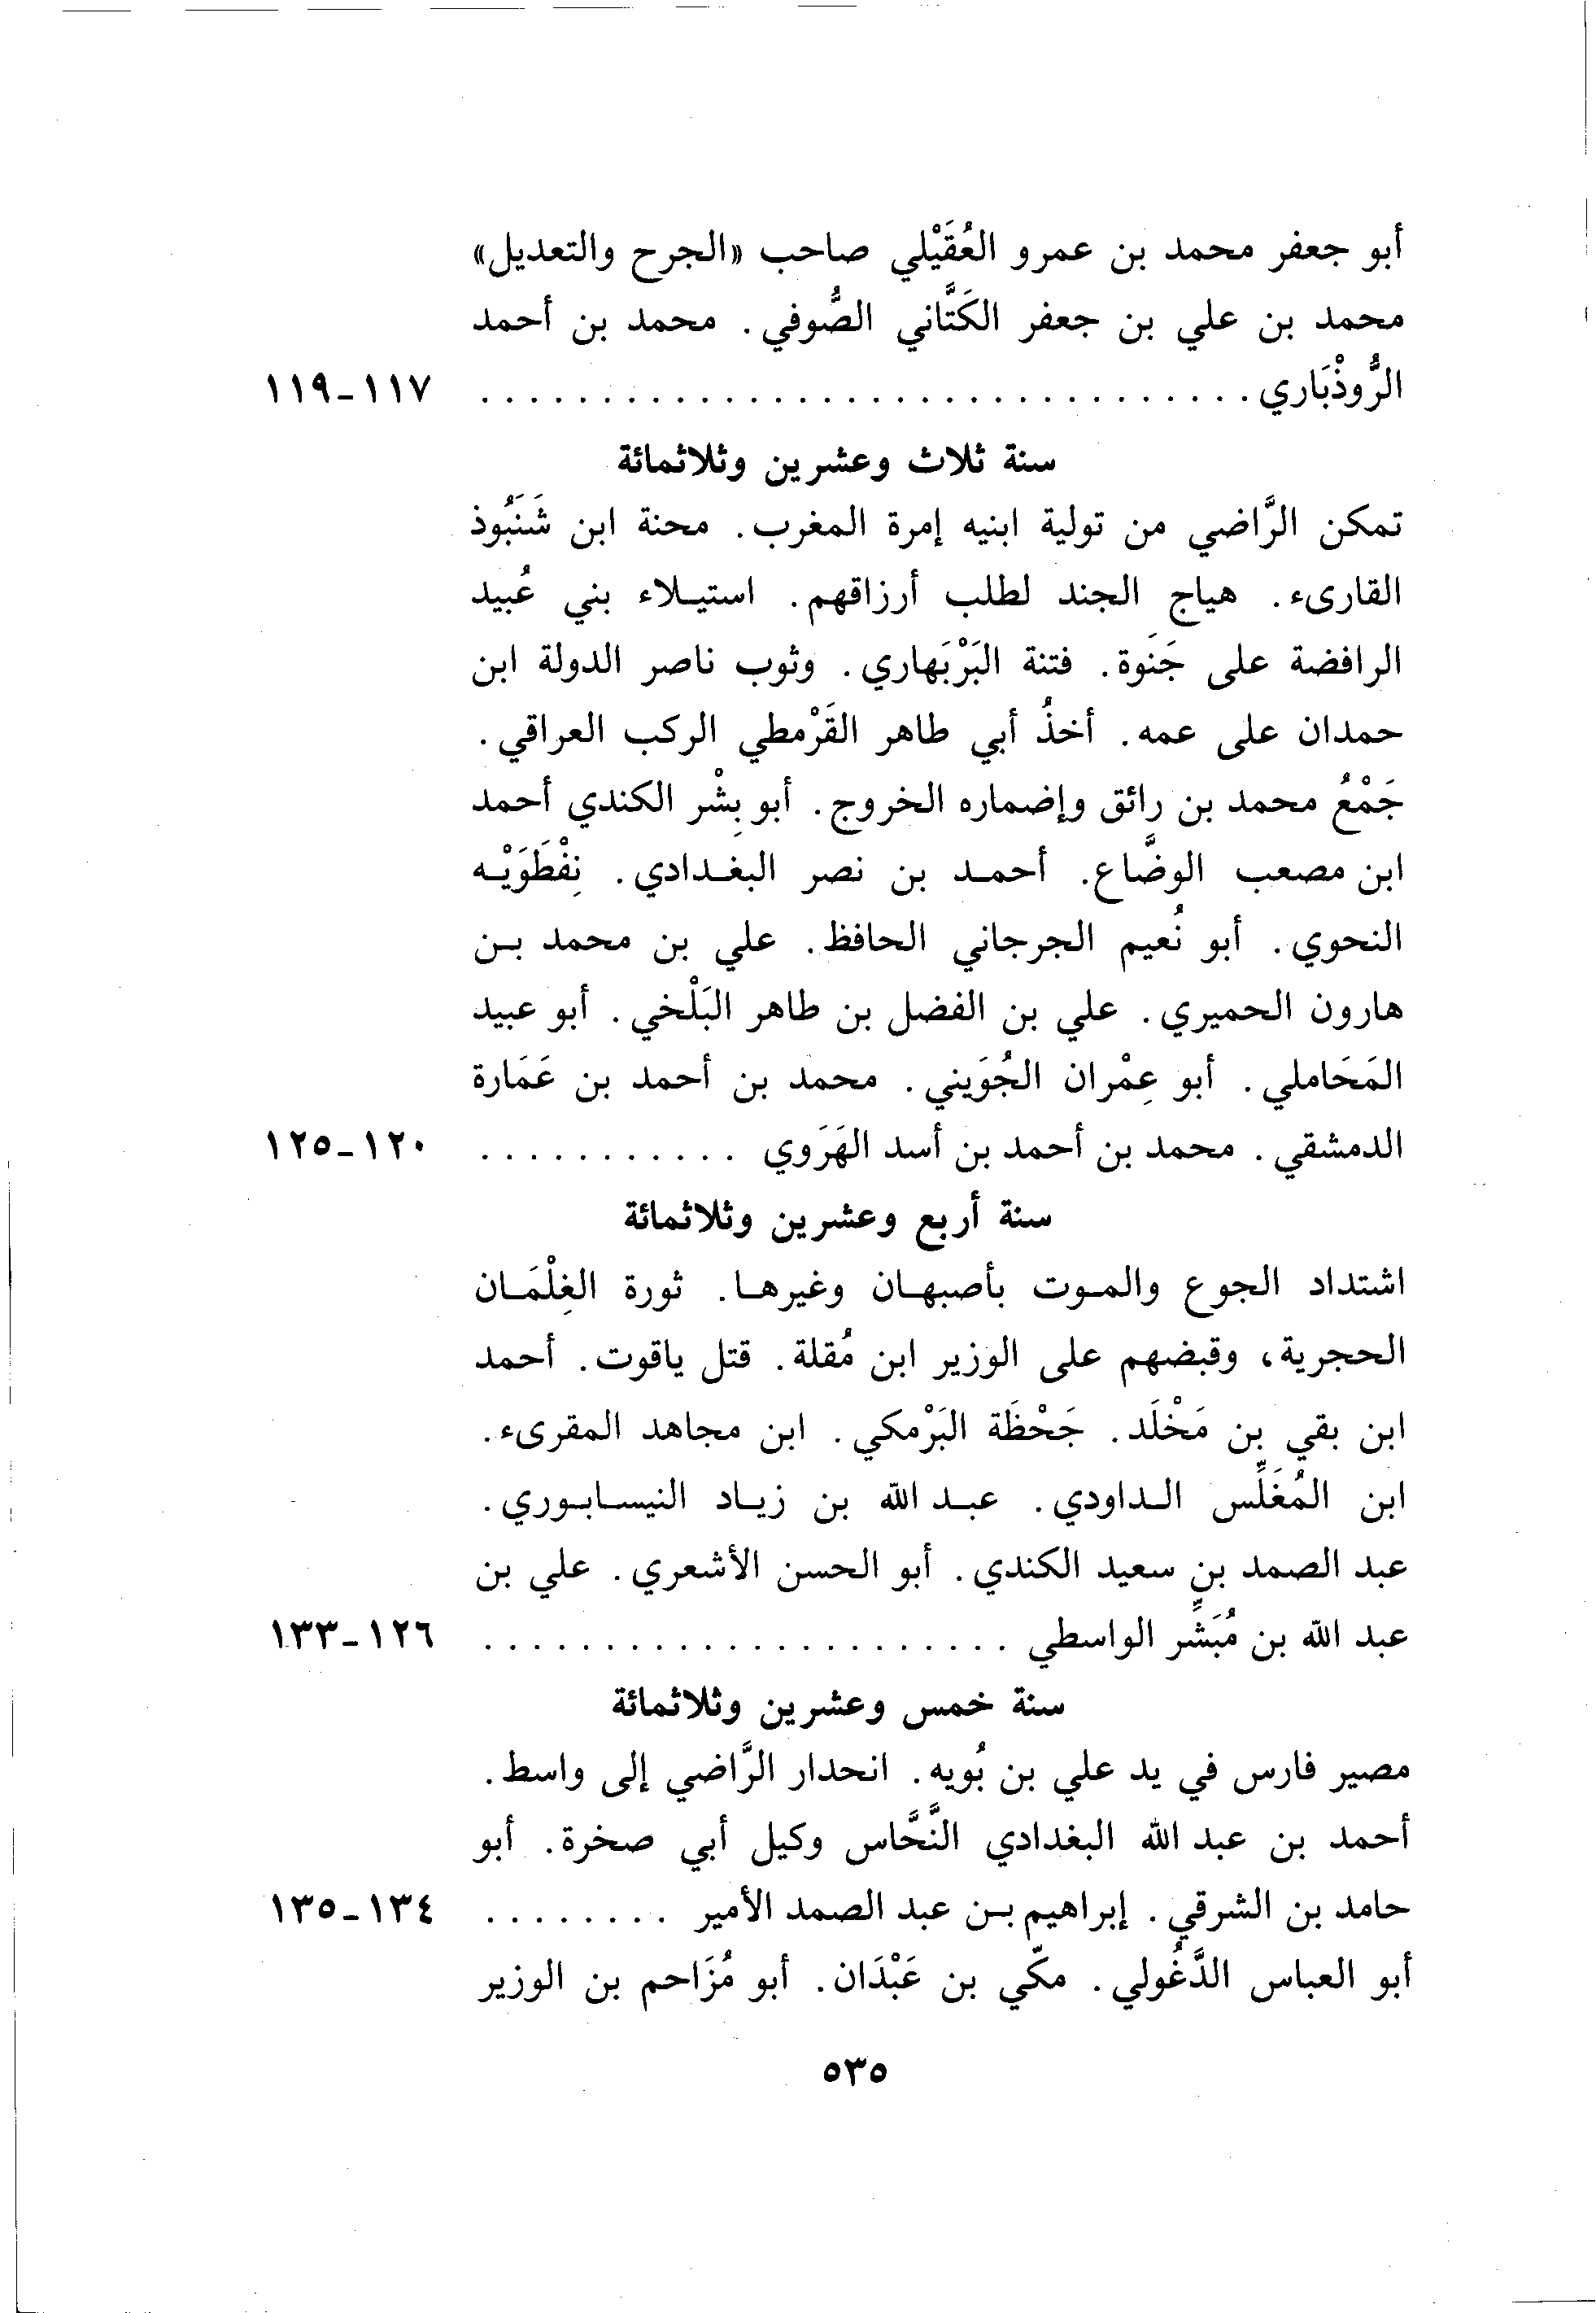 أبو جعفر محمد بن عمرو العُقَيْلي صاحب «الجرح والتعديل»
محمد بن علي بن جعفر الكَتَّاني الصُّوفي. محمد بن أحمد
الرُّوذْبَاري ................................ ١١٧-١١٩
سنة ثلاث وعشرين وثلاثمائة
تمكن الرَّاضي من تولية ابنيه إمرة المغرب. محنة ابن شَنَبُوذ
القارىء. هياج الجند لطلب أرزاقهم. استيلاء بني عُبيد
الرافضة على جَنَوة. فتنة البَرْبَهاري. وثوب ناصر الدولة ابن
حمدان على عمه. أخذُ أبي طاهر القَرْمطي الركب العراقي.
جَمْعُ محمد بن رائق وإضماره الخروج. أبو بِشْر الكندي أحمد
ابن مصعب الوضَّاع. أحمد بن نصر البغدادي. نِفْطَوَيْه
النحوي. أبو نُعيم الجرجاني الحافظ. علي بن محمد بن
هارون الحميري. علي بن الفضل بن طاهر البَلْخي. أبو عبيد
المَحَاملي. أبو عِمْران الجُوَيني. محمد بن أحمد بن عَمَارة
الدمشقي. محمد بن أحمد بن أسد الهَرَوي ........... ١٢٠-١٢٥
سنة أربع وعشرين وثلاثمائة
اشتداد الجوع والموت بأصبهان وغيرها. ثورة الغِلْمَان
الحجرية، وقبضهم على الوزير ابن مُقلة. قتل ياقوت. أحمد
ابن بقي بن مَخْلَد. جَحْظَة البَرْمكي. ابن مجاهد المقرىء.
ابن المُغَلِّس الداودي. عبد الله بن زياد النيسابوري.
عبد الصمد بن سعيد الكندي. أبو الحسن الأشعري. علي بن
عبد الله بن مُبَشِّر الواسطي ...................... ١٢٦-١٣٣
سنة خمس وعشرين وثلاثمائة
مصير فارس في يد علي بن بُويه. انحدار الرَّاضي إلى واسط.
أحمد بن عبد الله البغدادي النَّحَّاس وكيل أبي صخرة. أبو
حامد بن الشرقي. إبراهيم بن عبد الصمد الأمير ........ ١٣٤-١٣٥
أبو العباس الدَّغُولي. مكّي بن عَبْدَان. أبو مُزَاحم بن الوزير
٥٣٥